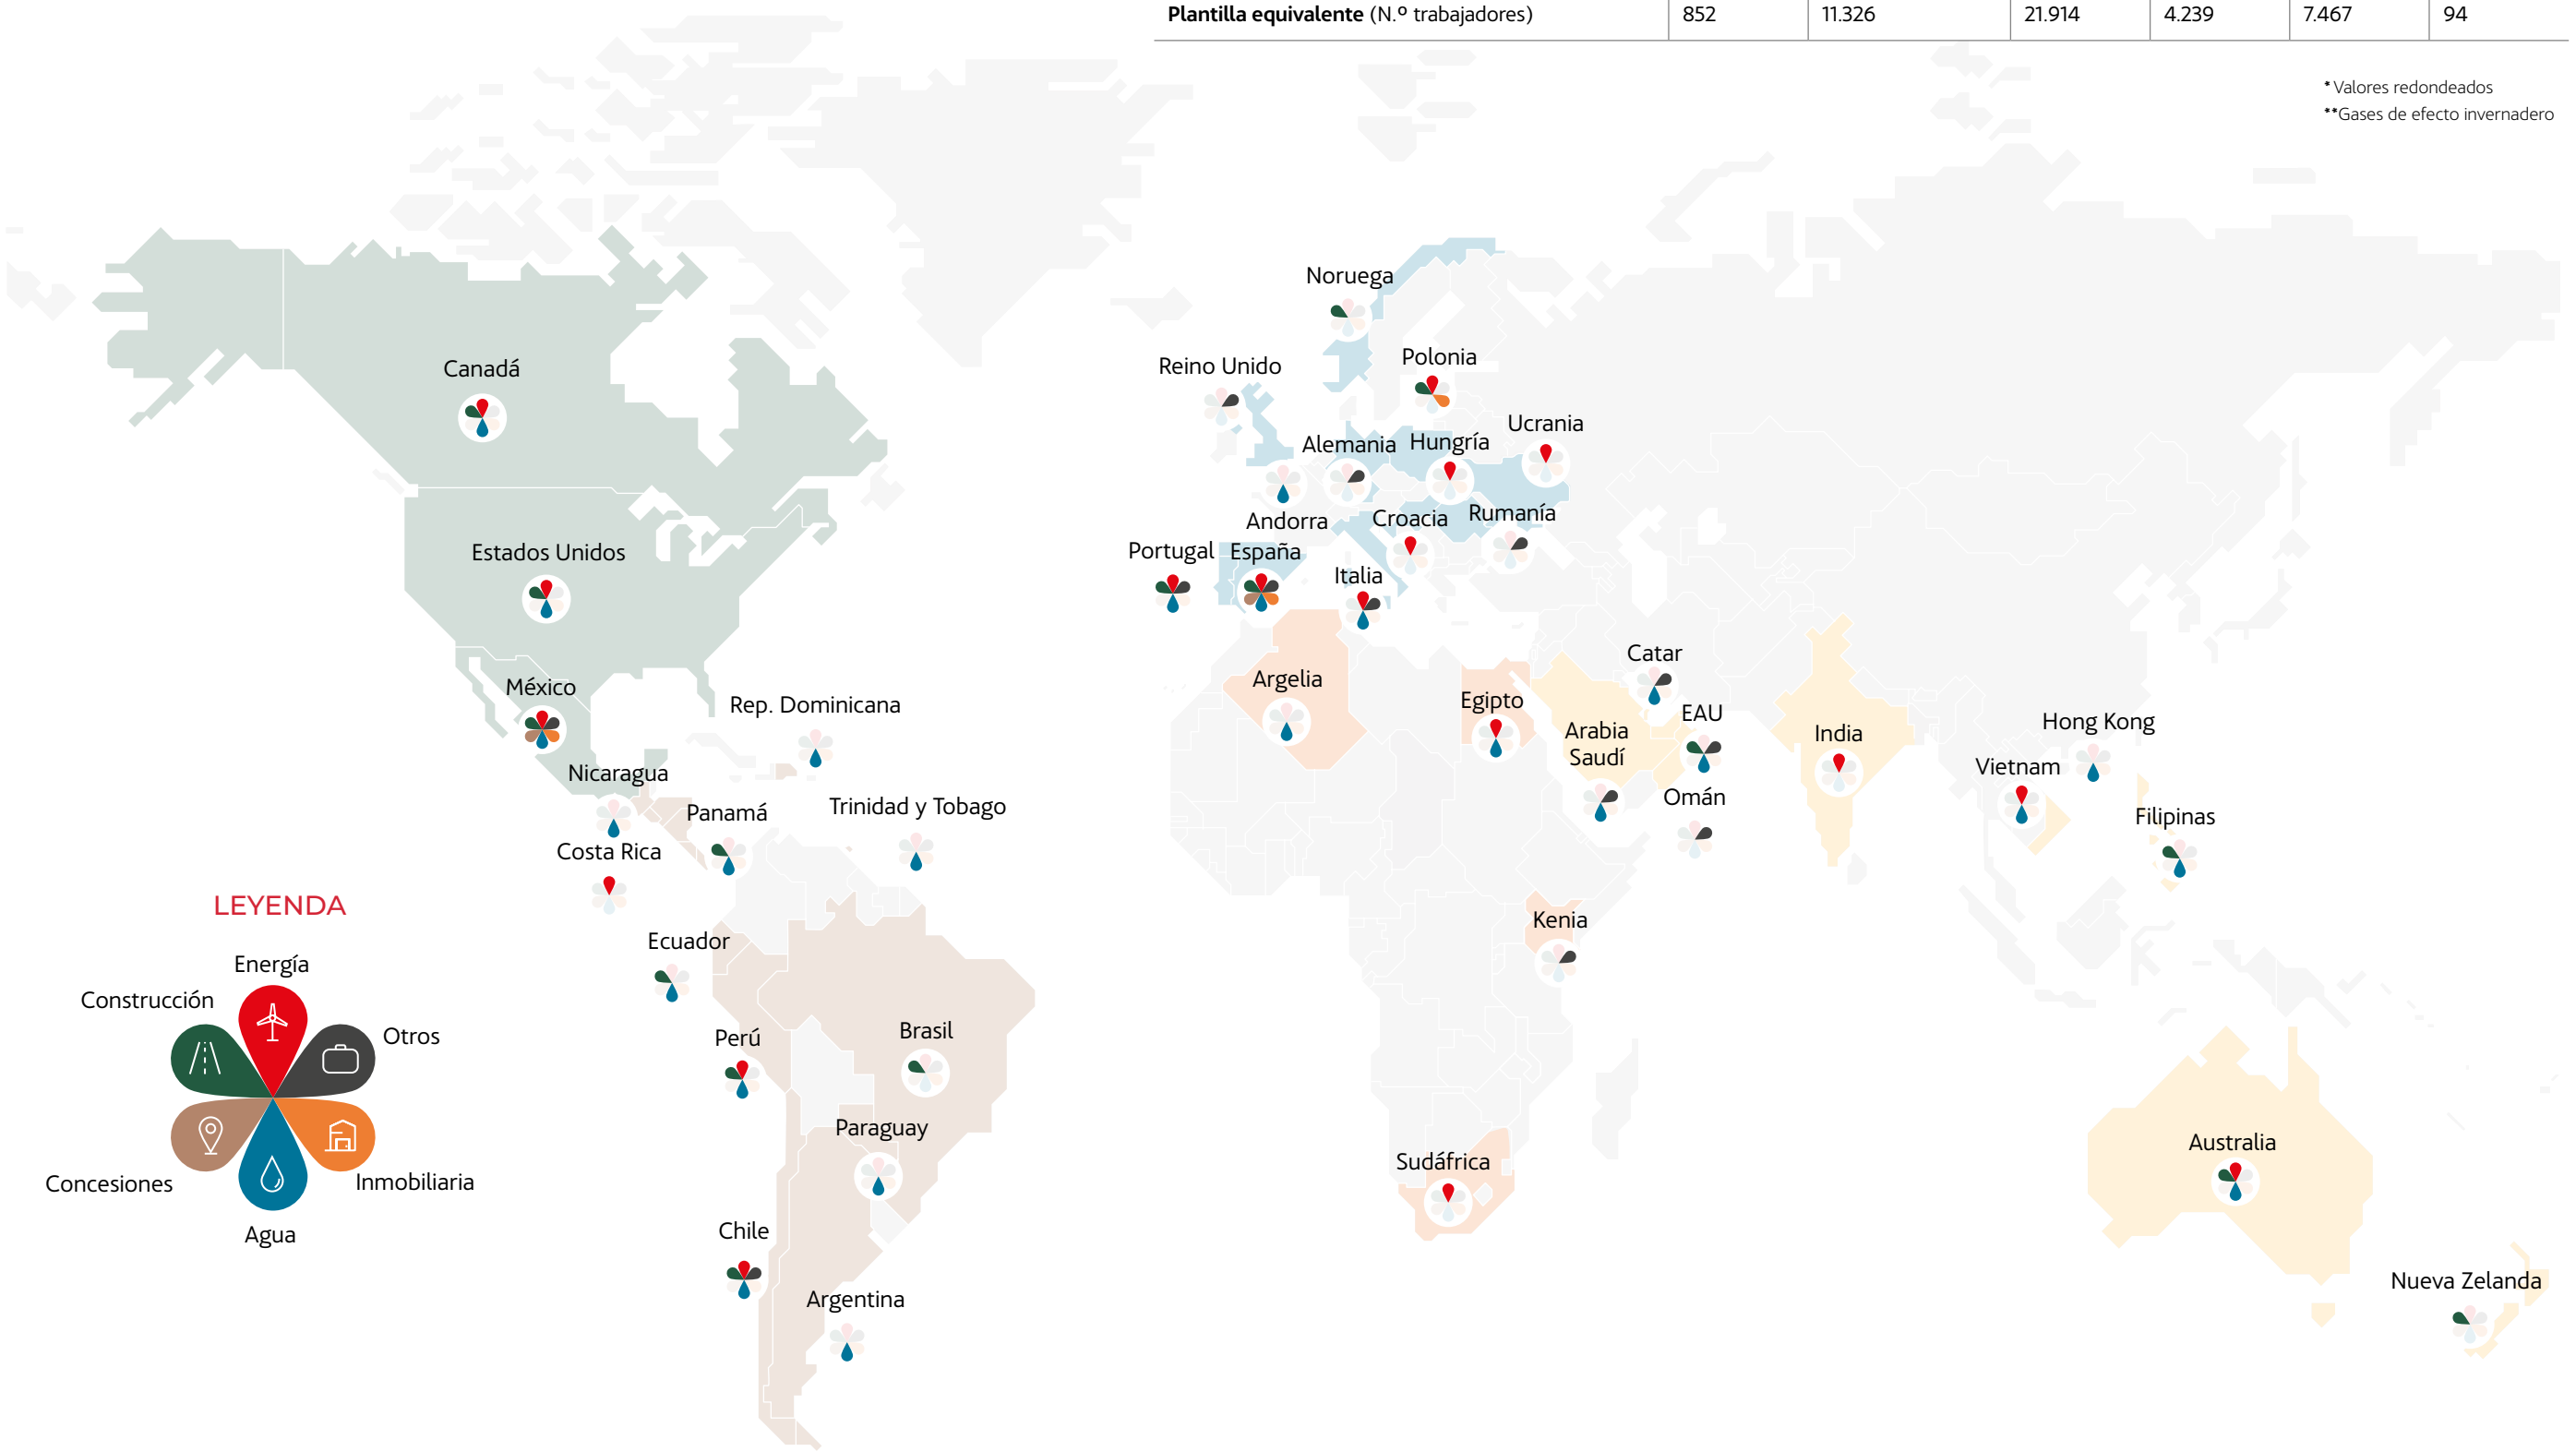 Plantilla equivalente (N.º trabajadores) 852 11.326 21.914 4.239 7.467 94
* Valores redondeados
**Gases de efecto invernadero
Noruega
Reino Unido
Polonia
Canadá
Ucrania
Alemania
Hungría
Andorra
Croacia
Rumanía
Estados Unidos
Portugal
España
Italia
Catar
Argelia
México
Egipto
Rep. Dominicana
EAU
Arabia
Saudí
India
Hong Kong
Nicaragua
Vietnam
Omán
Panamá
Trinidad y Tobago
Filipinas
Costa Rica
LEYENDA
Kenia
Ecuador
Energía
Construcción
Otros
Perú
Brasil
Paraguay
Australia
Sudáfrica
Concesiones
Inmobiliaria
Agua
Chile
Nueva Zelanda
Argentina